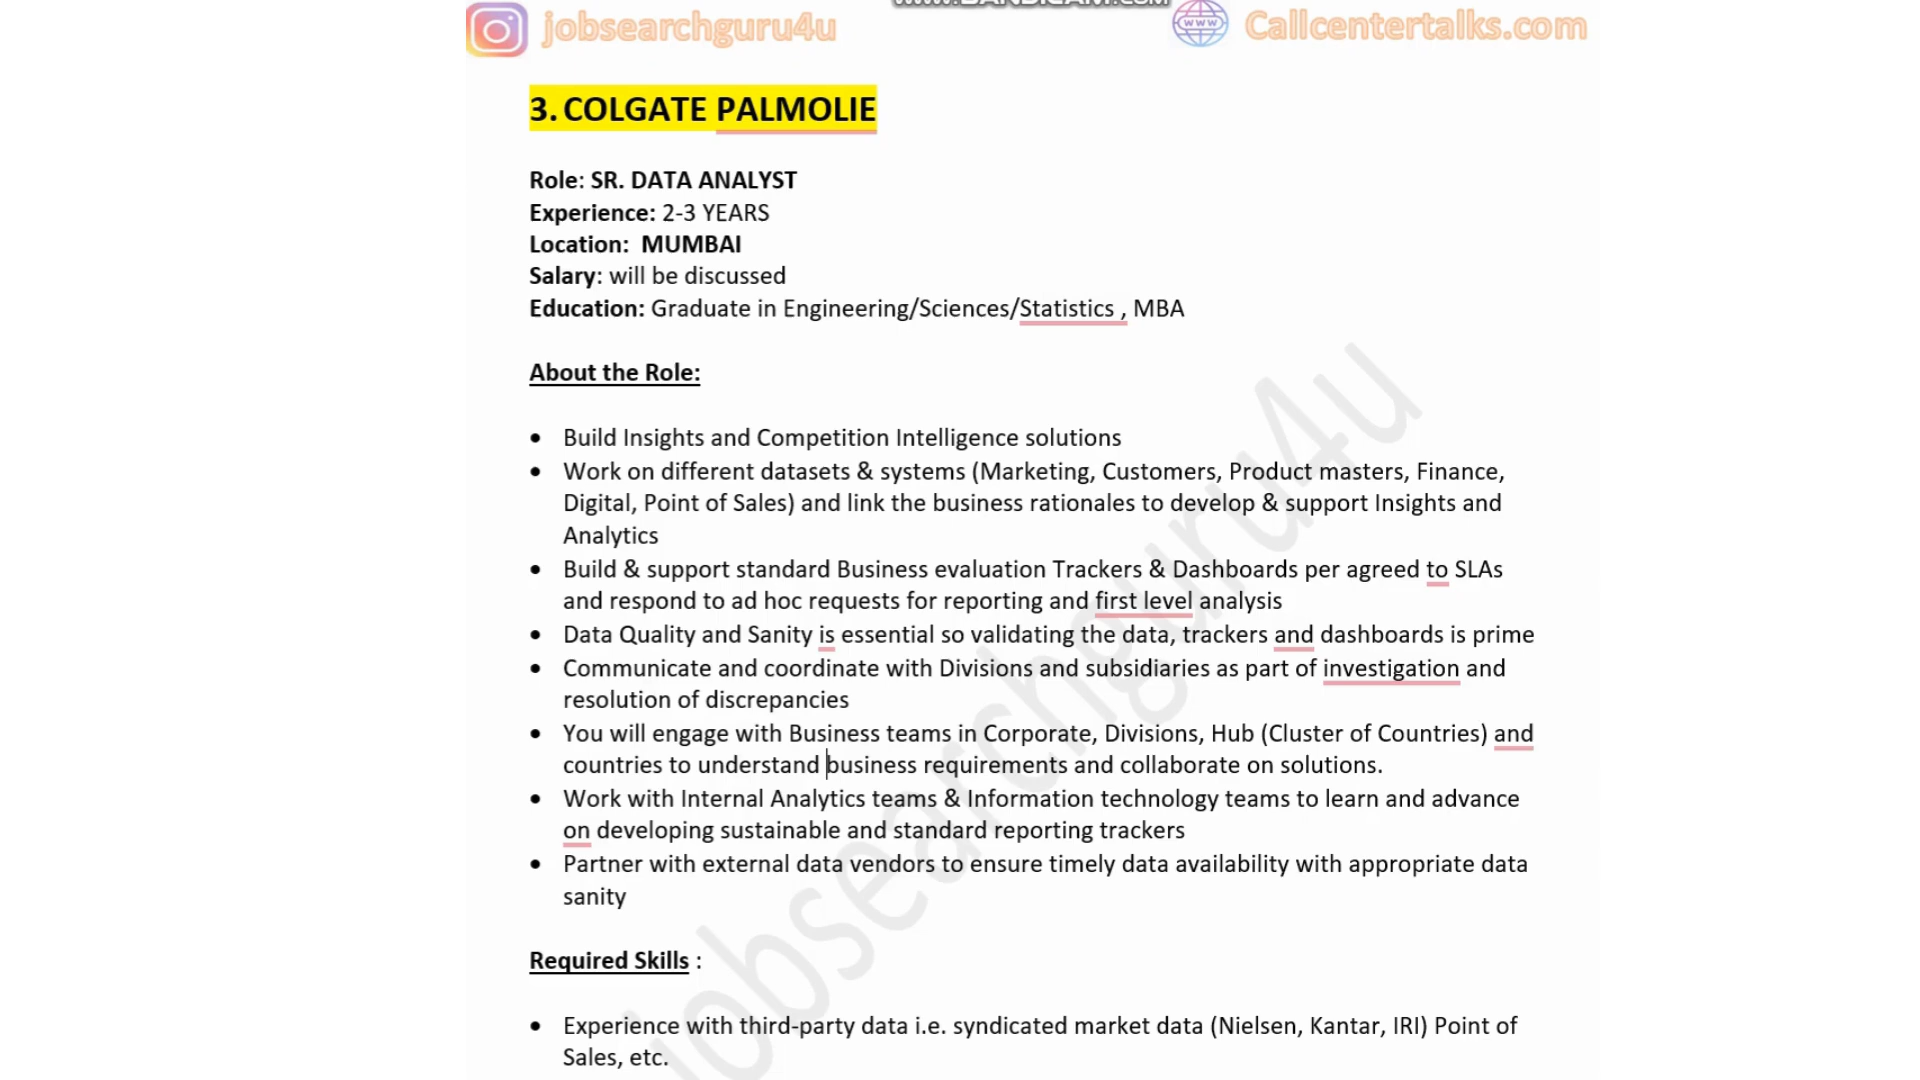 www.BANDICAM.com
jobsearchguru4u
www
Callcentertalks.com
3. COLGATE PALMOLIE
Role: SR. DATA ANALYST
Experience: 2-3 YEARS
Location: MUMBAI
Salary: will be discussed
Education: Graduate in Engineering/Sciences/Statistics , MBA
About the Role:
• Build Insights and Competition Intelligence solutions
• Work on different datasets & systems (Marketing, Customers, Product masters, Finance,
Digital, Point of Sales) and link the business rationales to develop & support Insights and
Analytics
• Build & support standard Business evaluation Trackers & Dashboards per agreed to SLAs
and respond to ad hoc requests for reporting and first level analysis
• Data Quality and Sanity is essential so validating the data, trackers and dashboards is prime
• Communicate and coordinate with Divisions and subsidiaries as part of investigation and
resolution of discrepancies
• You will engage with Business teams in Corporate, Divisions, Hub (Cluster of Countries) and
countries to understand business requirements and collaborate on solutions.
• Work with Internal Analytics teams & Information technology teams to learn and advance
on developing sustainable and standard reporting trackers
• Partner with external data vendors to ensure timely data availability with appropriate data
sanity
Required Skills :
• Experience with third-party data i.e. syndicated market data (Nielsen, Kantar, IRI) Point of
Sales, etc.
jobsearchguru4u